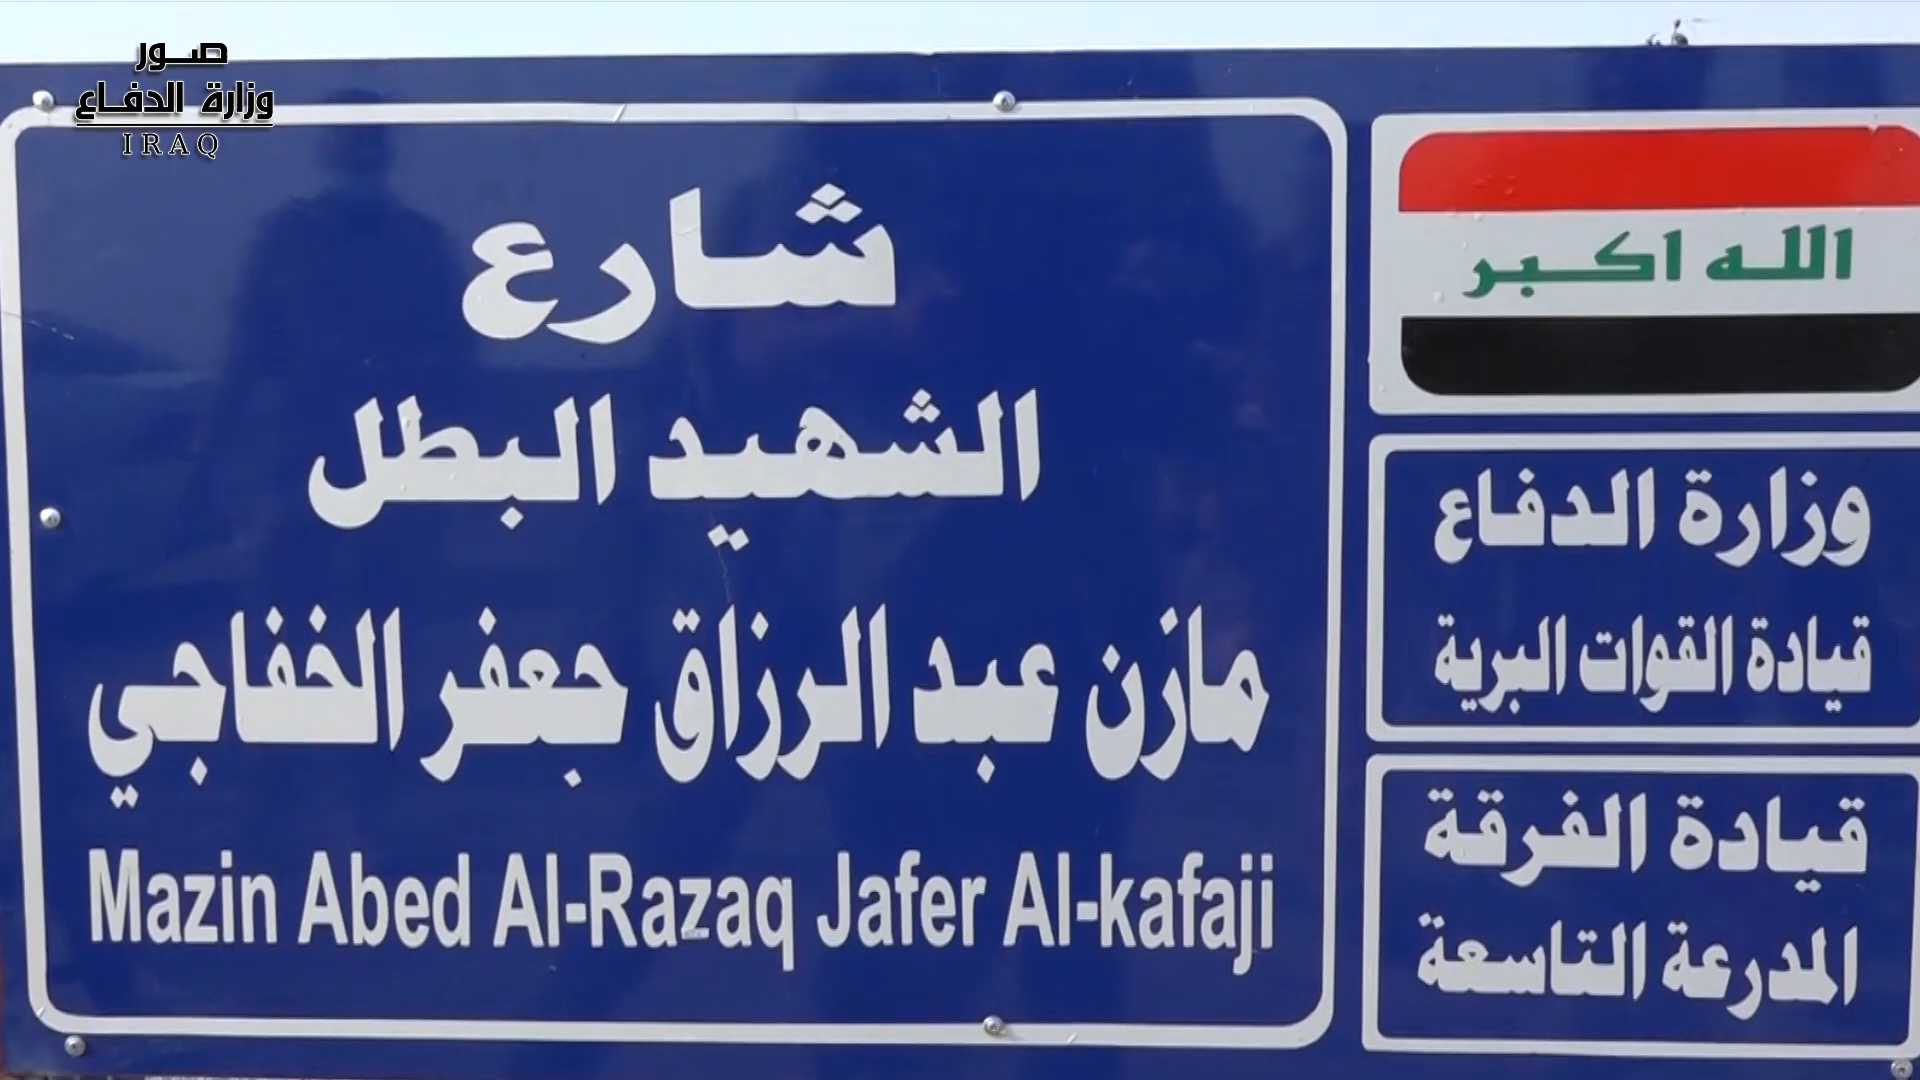 صور
وزارة الدفاع
IRAQ
شارع
الشهيد البطل
مازن عبد الرزاق جعفر الخفاجي
Mazin Abed Al-Razaq Jafer Al-kafaji
الله اكبر
وزارة الدفاع
قيادة القوات البرية
قيادة الفرقة
المدرعة التاسعة